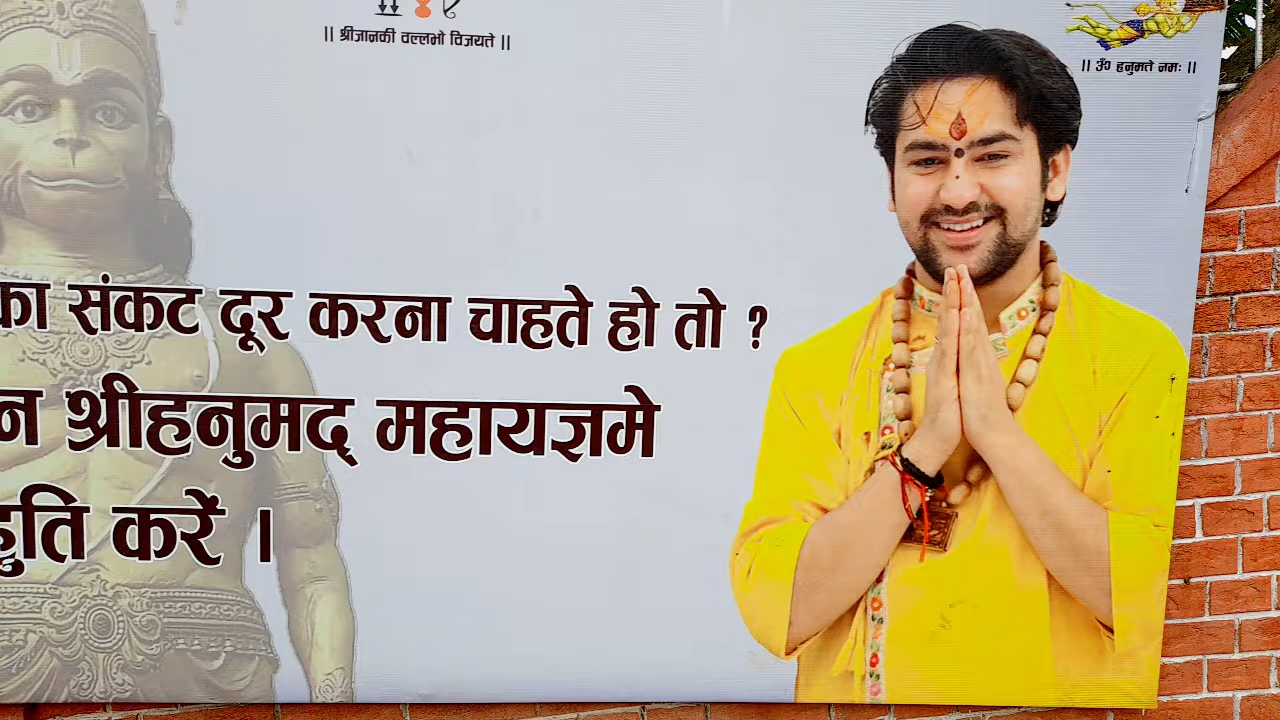 || श्रीजानकी वल्लभो विजयते ||
|| ॐ हनुमते नमः ||
का संकट दूर करना चाहते हो तो ?
न श्रीहनुमद् महायज्ञमे
हुति करें ।